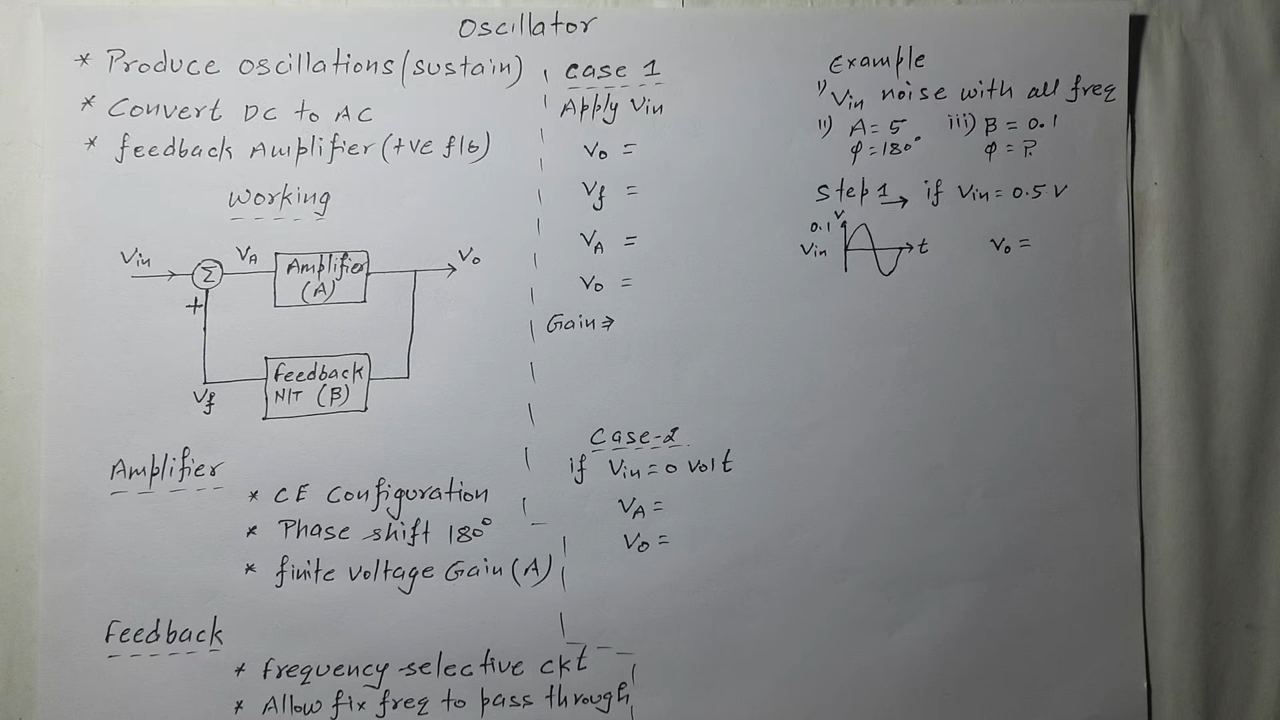 Oscillator
* Produce oscillations (sustain)
* Convert DC to AC
* feedback Amplifier (+ve f/b)
Working
Vin
Σ
+
VA
Amplifier
(A)
Vo
Feedback
N/T (β)
Vf
Amplifier
* CE Configuration
* Phase shift 180°
* finite voltage Gain (A)
Feedback
* frequency selective ckt
* Allow fix freq to pass through
Case 1
Apply Vin
Vo =
Vf =
VA =
Vo =
Gain ⇒
Case-2
if Vin = 0 volt
VA =
Vo =
Example
i) Vin noise with all freq
ii) A = 5 iii) β = 0.1
φ = 180° φ = ?
Step 1 → if Vin = 0.5 V
0.1 v
Vin t Vo =